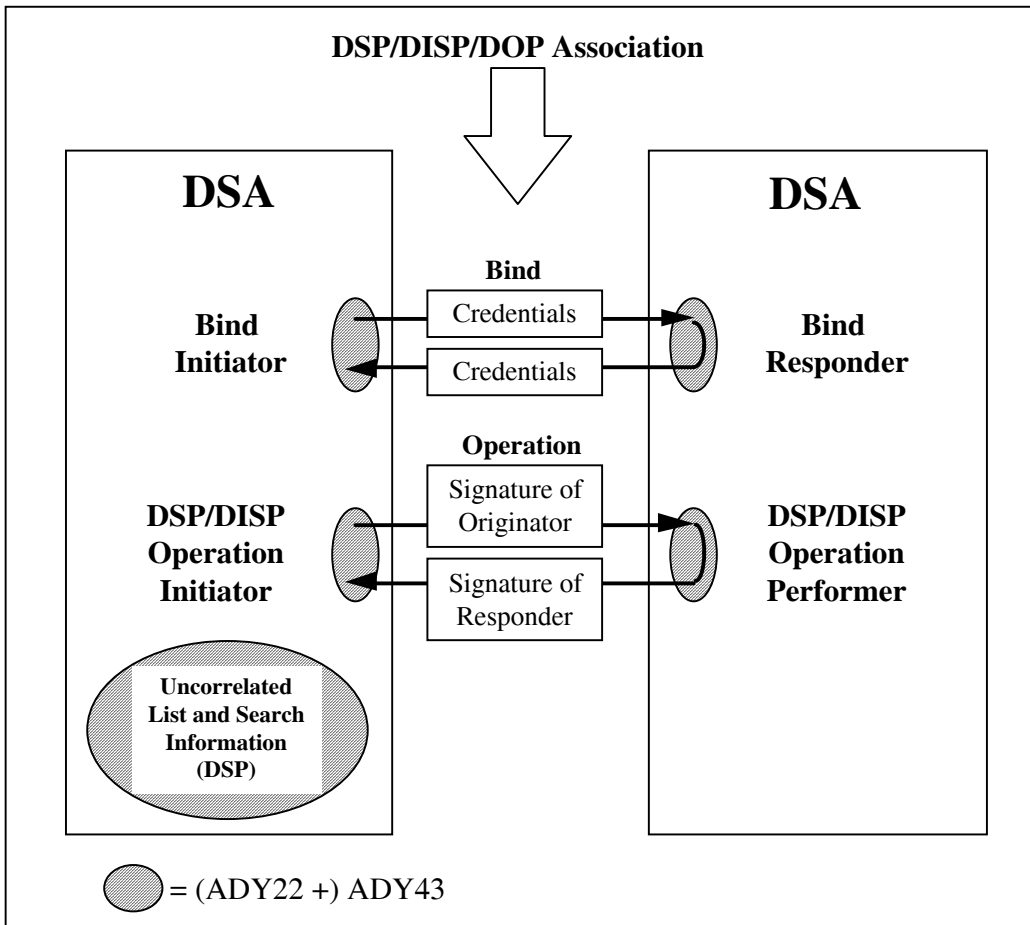 DSP/DISP/DOP Association
DSA
DSA
Bind
Credentials
Credentials
Bind
Initiator
Bind
Responder
Operation
Signature of
Originator
Signature of
Responder
DSP/DISP
Operation
Initiator
DSP/DISP
Operation
Performer
Uncorrelated
List and Search
Information
(DSP)
= (ADY22 +) ADY43